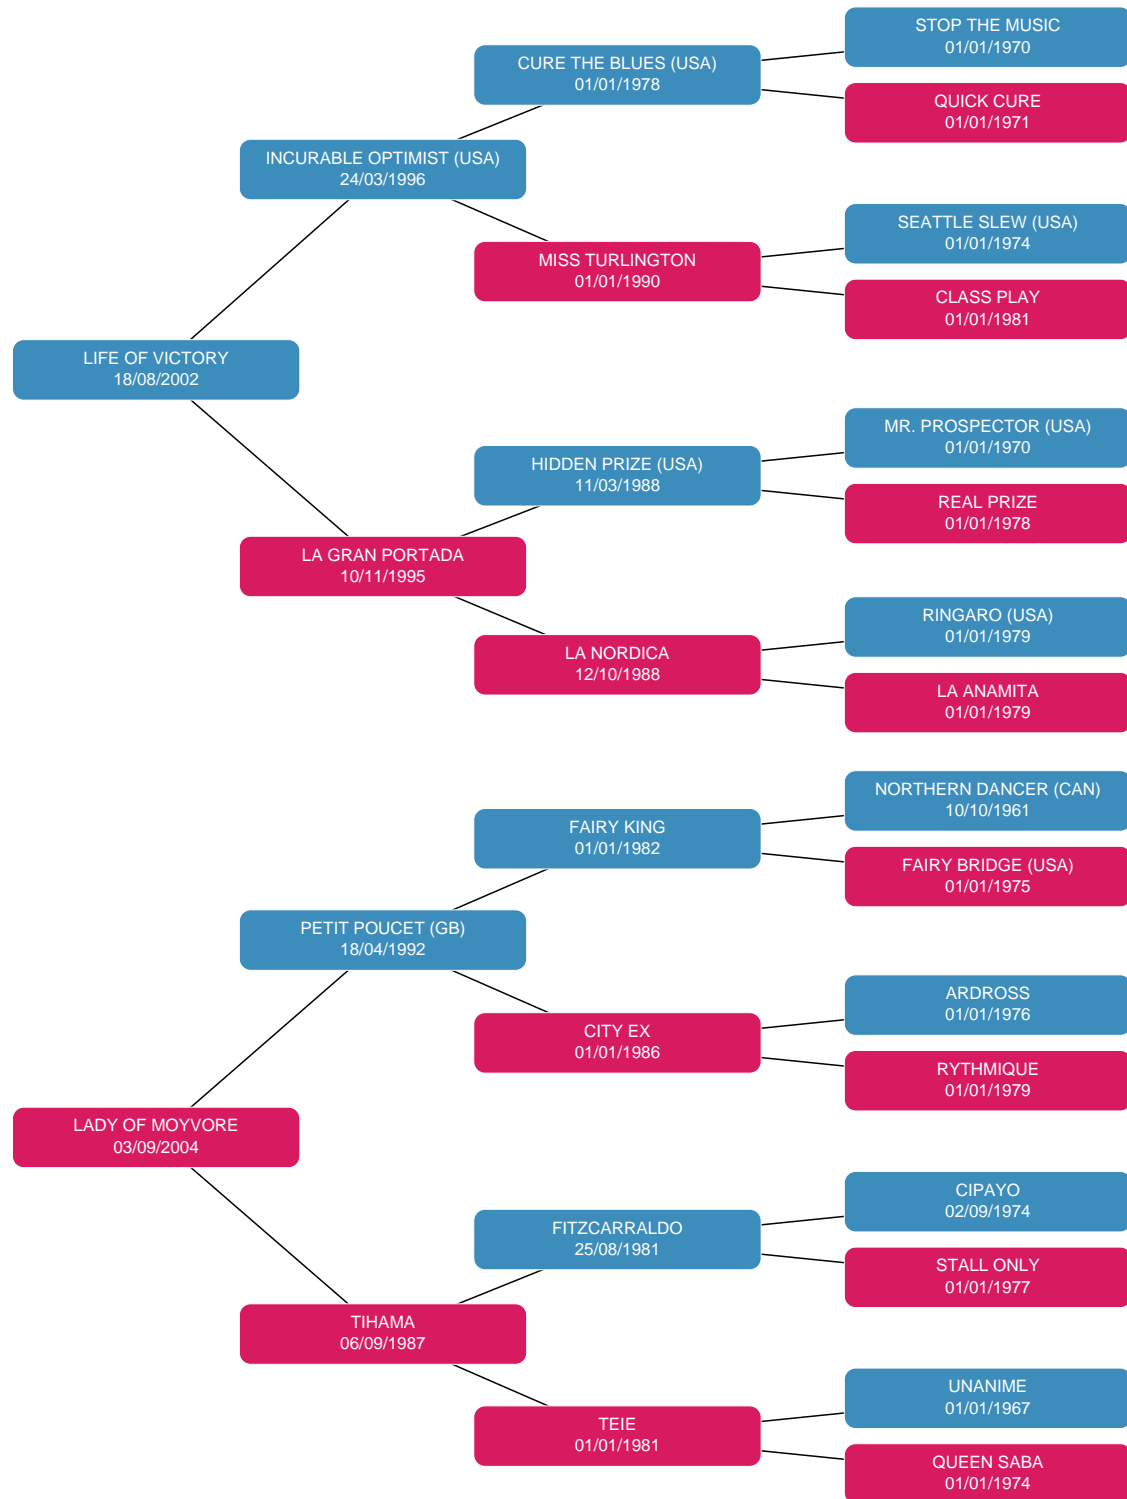 STOP THE MUSIC
01/01/1970
CURE THE BLUES (USA)
01/01/1978
QUICK CURE
01/01/1971
INCURABLE OPTIMIST (USA)
24/03/1996
SEATTLE SLEW (USA)
01/01/1974
MISS TURLINGTON
01/01/1990
CLASS PLAY
01/01/1981
LIFE OF VICTORY
18/08/2002
MR. PROSPECTOR (USA)
01/01/1970
HIDDEN PRIZE (USA)
11/03/1988
REAL PRIZE
01/01/1978
LA GRAN PORTADA
10/11/1995
RINGARO (USA)
01/01/1979
LA NORDICA
12/10/1988
LA ANAMITA
01/01/1979
NORTHERN DANCER (CAN)
10/10/1961
FAIRY KING
01/01/1982
FAIRY BRIDGE (USA)
01/01/1975
PETIT POUCET (GB)
18/04/1992
ARDROSS
01/01/1976
CITY EX
01/01/1986
RYTHMIQUE
01/01/1979
LADY OF MOYVORE
03/09/2004
CIPAYO
02/09/1974
FITZCARRALDO
25/08/1981
STALL ONLY
01/01/1977
TIHAMA
06/09/1987
UNANIME
01/01/1967
TEIE
01/01/1981
QUEEN SABA
01/01/1974